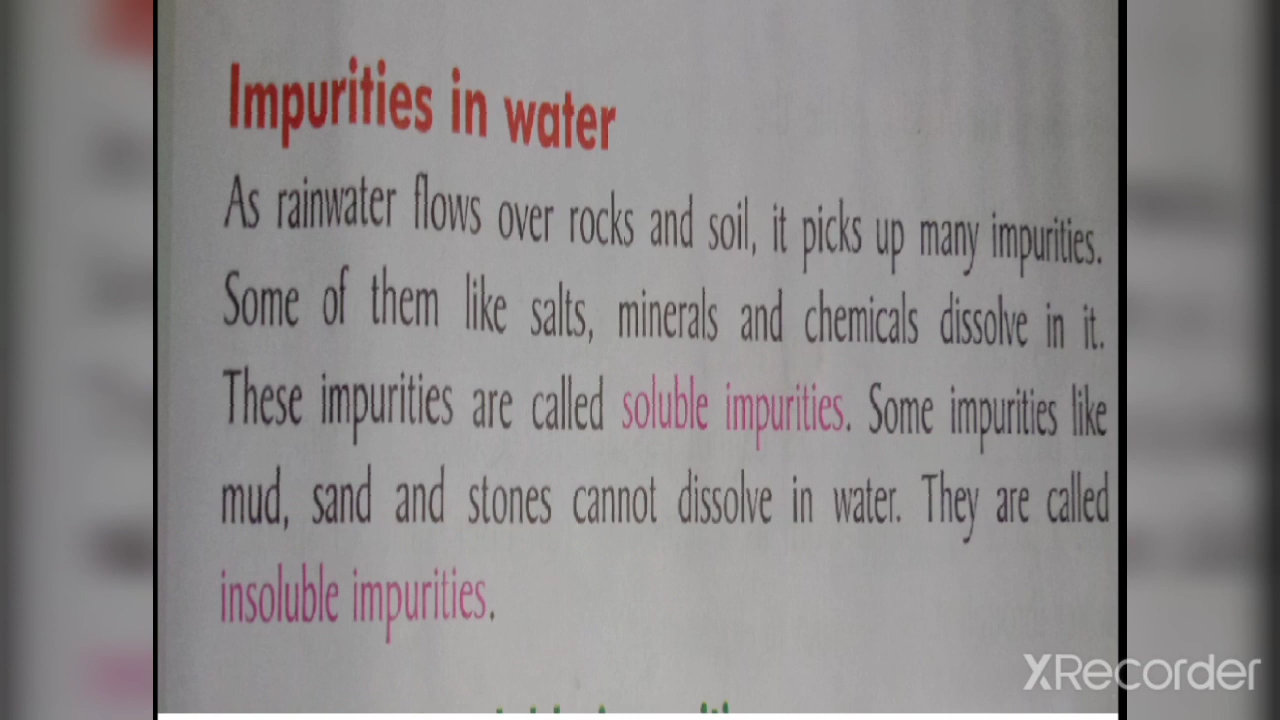 Impurities in water
As rainwater flows over rocks and soil, it picks up many impurities.
Some of them like salts, minerals and chemicals dissolve in it.
These impurities are called soluble impurities. Some impurities like
mud, sand and stones cannot dissolve in water. They are called
insoluble impurities.
XRecorder